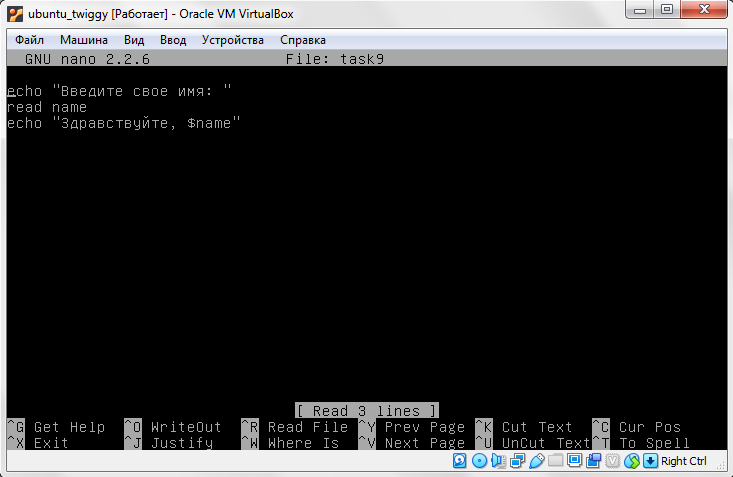 ubuntu_twiggy [Работает] - Oracle VM VirtualBox
Файл Машина Вид Ввод Устройства Справка
GNU nano 2.2.6 File: task9
echo "Введите свое имя: "
read name
echo "Здравствуйте, $name"
[ Read 3 lines ]
^G Get Help ^O WriteOut ^R Read File ^Y Prev Page ^K Cut Text ^C Cur Pos
^X Exit ^J Justify ^W Where Is ^V Next Page ^U UnCut Text ^T To Spell
Right Ctrl